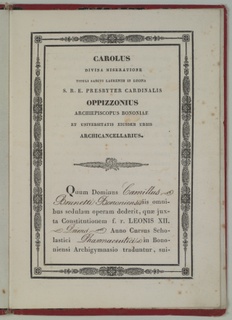 CAROLUS
DIVINA MISERATIONE
TITULI SANCTI LAURENTII IN LUCINA
S. R. E. PRESBYTER CARDINALIS
OPPIZZONIUS
ARCHIEPISCOPUS BONONIAE
ET UNIVERSITATIS EIUSDEM URBIS
ARCHICANCELLARIUS.
Quum Dominus Camillus
Brunetti Bononiensis omni-
bus sedulam operam dederit, quae jux-
ta Constitutionem f. r. LEONIS XII,
Primo Anno Cursus Scho-
lastici Pharmaceutici in Bono-
niensi Archigymnasio traduntur, sui-